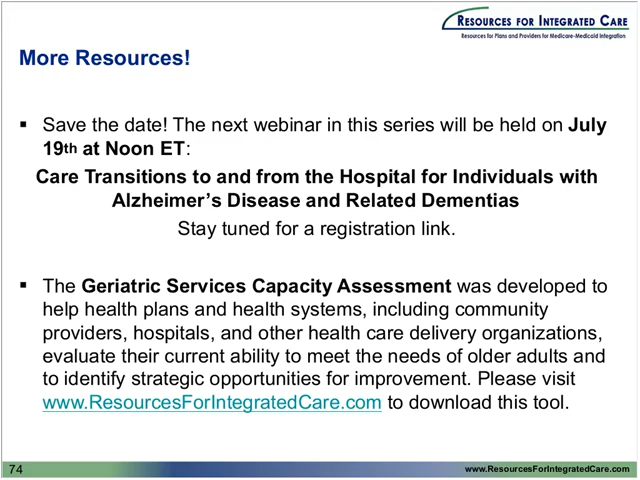 RESOURCES FOR INTEGRATED CARE
Resources for Plans and Providers for Medicare-Medicaid Integration
More Resources!
▪ Save the date! The next webinar in this series will be held on July
19th at Noon ET:
Care Transitions to and from the Hospital for Individuals with
Alzheimer’s Disease and Related Dementias
Stay tuned for a registration link.
▪ The Geriatric Services Capacity Assessment was developed to
help health plans and health systems, including community
providers, hospitals, and other health care delivery organizations,
evaluate their current ability to meet the needs of older adults and
to identify strategic opportunities for improvement. Please visit
www.ResourcesForIntegratedCare.com to download this tool.
74
www.ResourcesForIntegratedCare.com